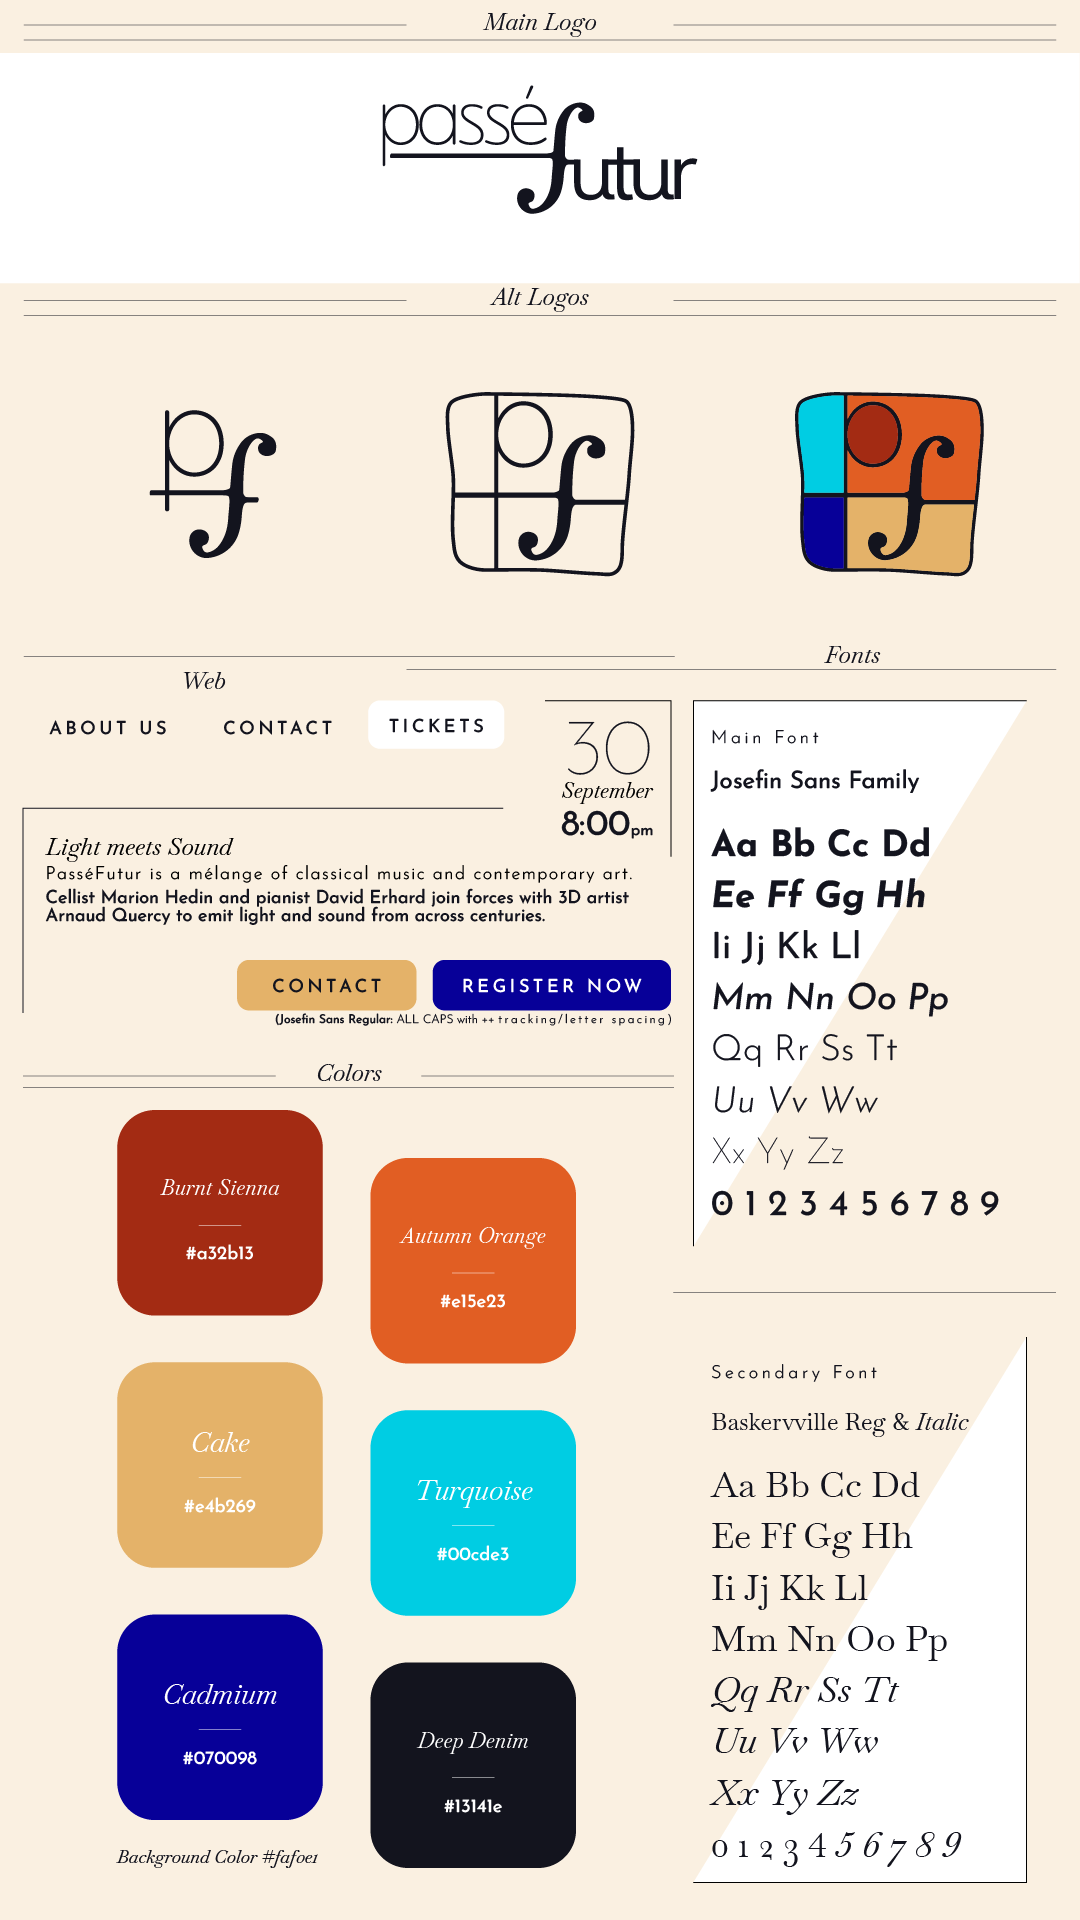 Main Logo
passé
futur
Alt Logos
pf
pf
pf
Web
ABOUT US
CONTACT
TICKETS
30
September
8:00pm
Light meets Sound
PasséFutur is a mélange of classical music and contemporary art.
Cellist Marion Hedin and pianist David Erhard join forces with 3D artist
Arnaud Quercy to emit light and sound from across centuries.
CONTACT
REGISTER NOW
(Josefin Sans Regular: ALL CAPS with ++ tracking/letter spacing)
Fonts
Main Font
Josefin Sans Family
Aa Bb Cc Dd
Ee Ff Gg Hh
Ii Jj Kk Ll
Mm Nn Oo Pp
Qq Rr Ss Tt
Uu Vv Ww
Xx Yy Zz
0 1 2 3 4 5 6 7 8 9
Colors
Burnt Sienna
#a32b13
Autumn Orange
#e15e23
Cake
#e4b269
Turquoise
#00cde3
Cadmium
#070098
Deep Denim
#13141e
Background Color #faf0e1
Secondary Font
Baskervville Reg & Italic
Aa Bb Cc Dd
Ee Ff Gg Hh
Ii Jj Kk Ll
Mm Nn Oo Pp
Qq Rr Ss Tt
Uu Vv Ww
Xx Yy Zz
0 1 2 3 4 5 6 7 8 9